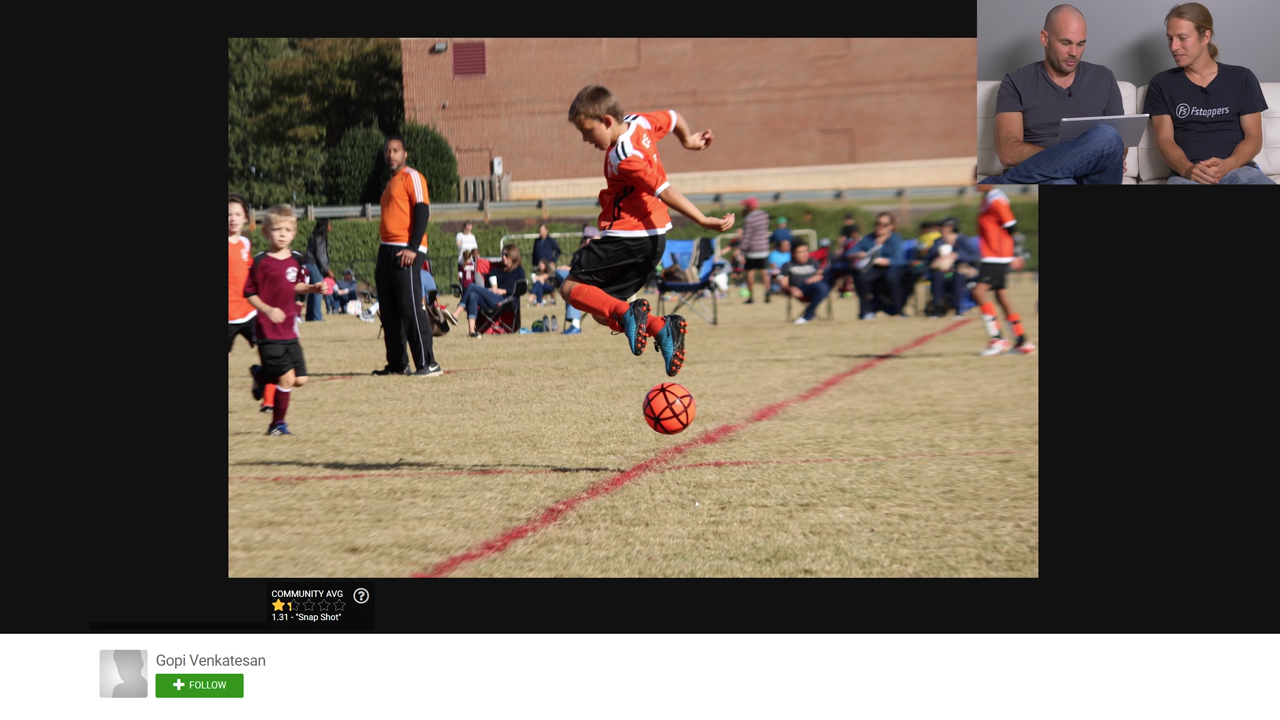 Fstoppers
COMMUNITY AVG
1.31 - "Snap Shot"
Gopi Venkatesan
FOLLOW